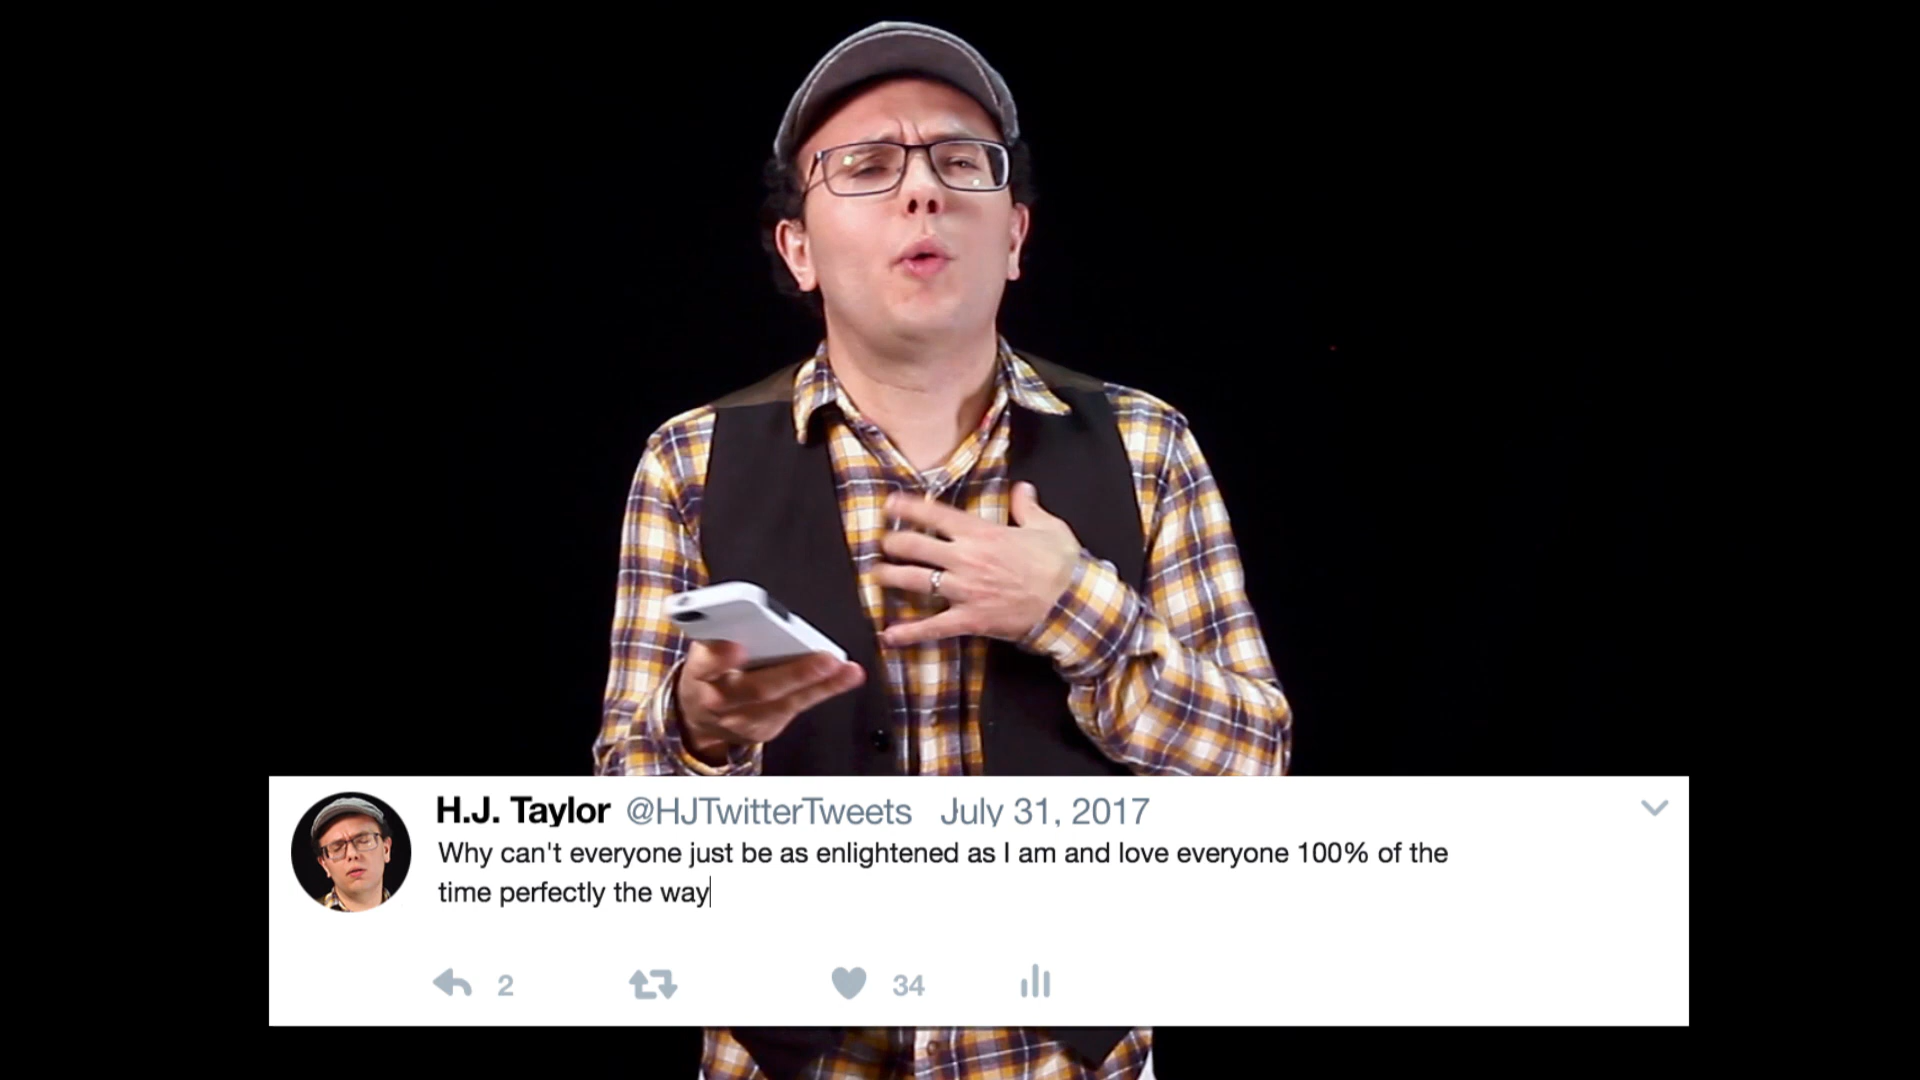 H.J. Taylor @HJTwitterTweets July 31, 2017
Why can't everyone just be as enlightened as I am and love everyone 100% of the
time perfectly the way
2 34